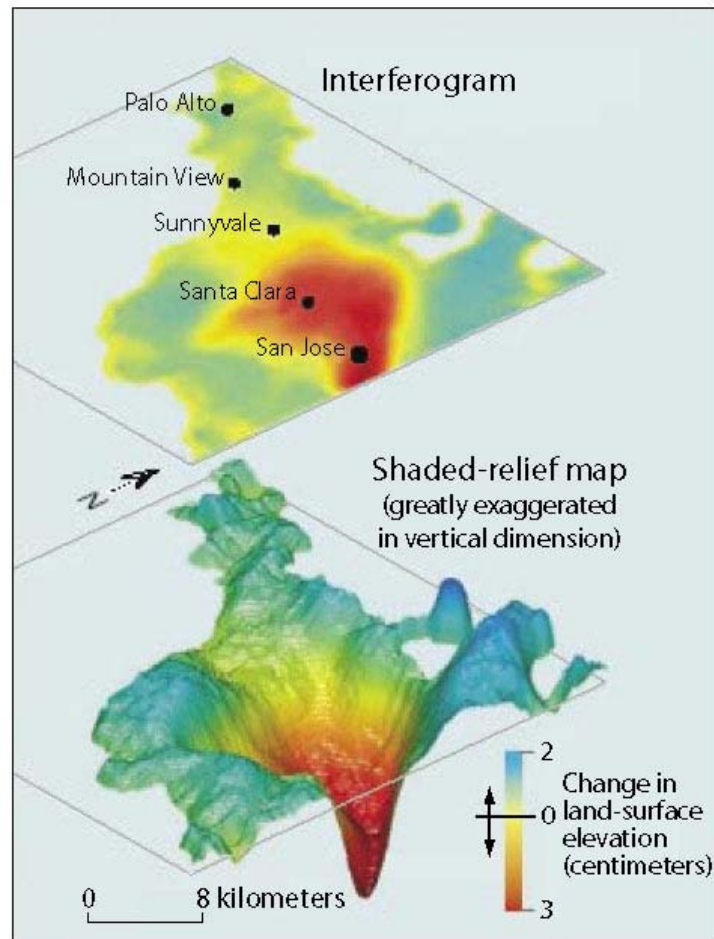 Interferogram
Palo Alto
Mountain View
Sunnyvale
Santa Clara
San Jose
N
Shaded-relief map
(greatly exaggerated
in vertical dimension)
2
0
3
Change in
land-surface
elevation
(centimeters)
0 8 kilometers